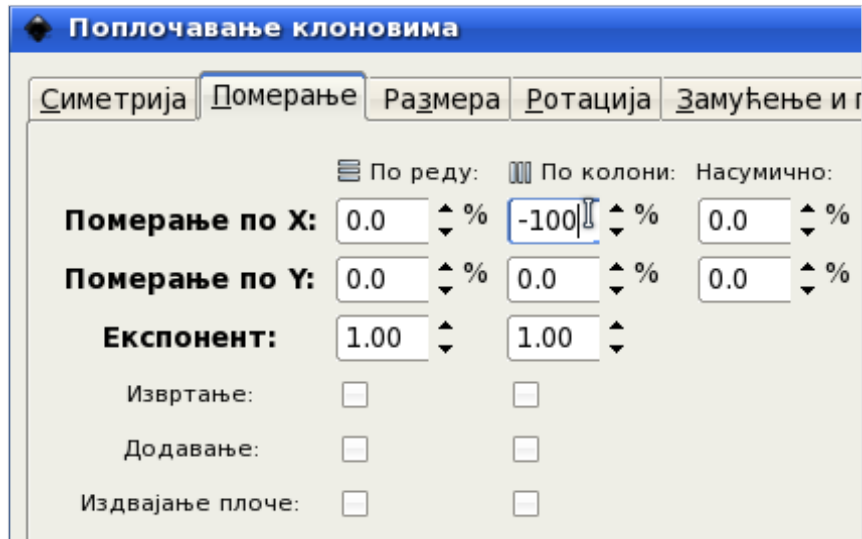 Поплочавање клоновима
Симетрија Померање Размера Ротација Замућење и
По реду: По колони: Насумично:
Померање по X: 0.0 % -100 % 0.0 %
Померање по Y: 0.0 % 0.0 % 0.0 %
Експонент: 1.00 1.00
Извртање:
Додавање:
Издвајање плоче: